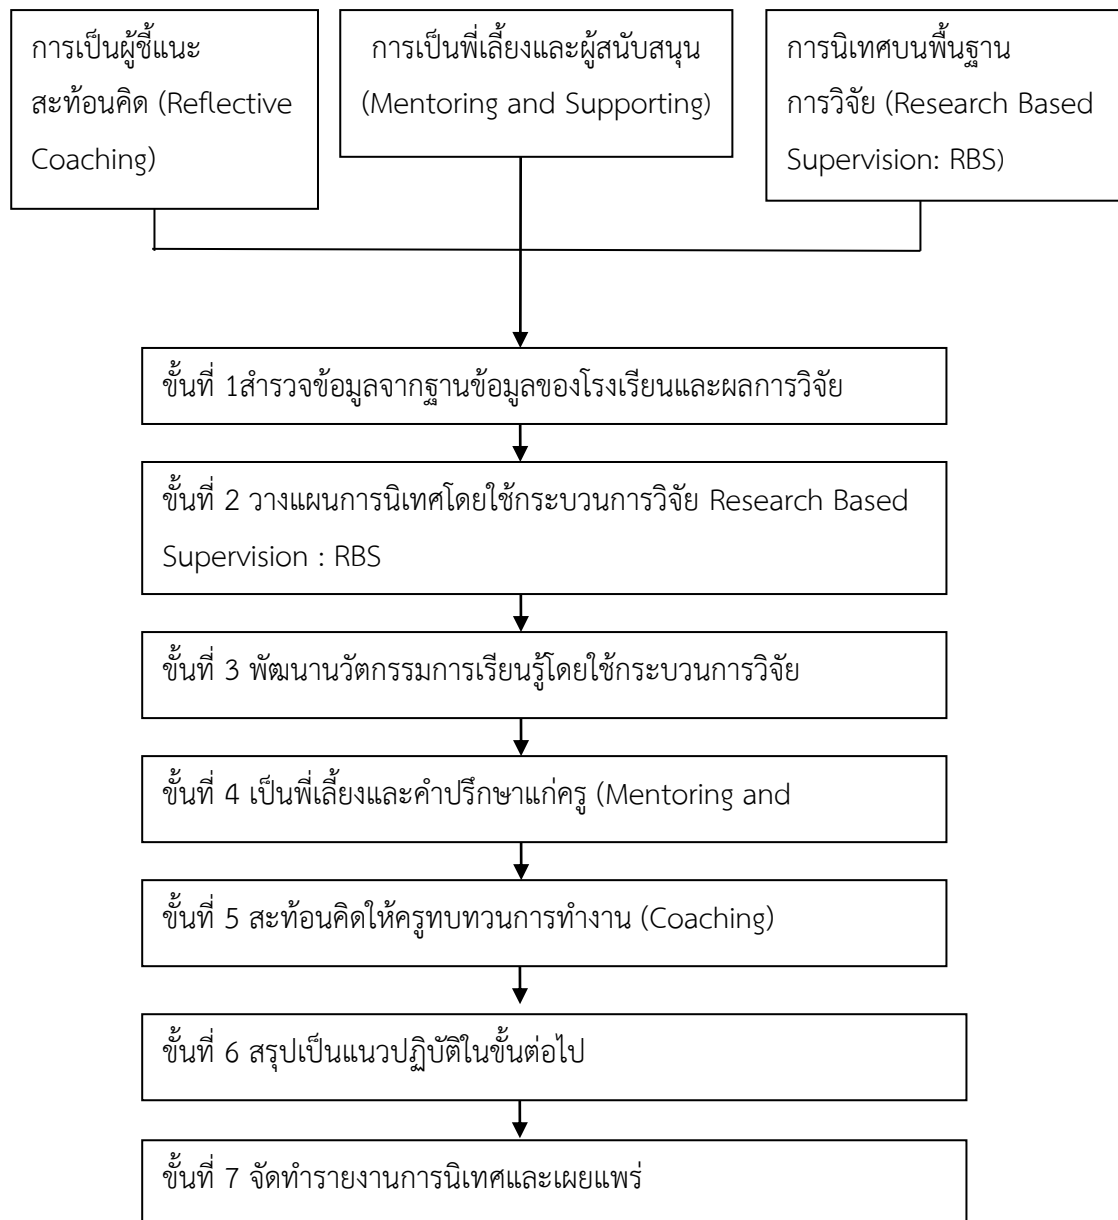 การเป็นผู้ชี้แนะ
สะท้อนคิด (Reflective
Coaching)
การเป็นพี่เลี้ยงและผู้สนับสนุน
(Mentoring and Supporting)
การนิเทศบนพื้นฐาน
การวิจัย (Research Based
Supervision: RBS)
ขั้นที่ 1สำรวจข้อมูลจากฐานข้อมูลของโรงเรียนและผลการวิจัย
ขั้นที่ 2 วางแผนการนิเทศโดยใช้กระบวนการวิจัย Research Based
Supervision : RBS
ขั้นที่ 3 พัฒนานวัตกรรมการเรียนรู้โดยใช้กระบวนการวิจัย
ขั้นที่ 4 เป็นพี่เลี้ยงและคำปรึกษาแก่ครู (Mentoring and
ขั้นที่ 5 สะท้อนคิดให้ครูทบทวนการทำงาน (Coaching)
ขั้นที่ 6 สรุปเป็นแนวปฏิบัติในขั้นต่อไป
ขั้นที่ 7 จัดทำรายงานการนิเทศและเผยแพร่